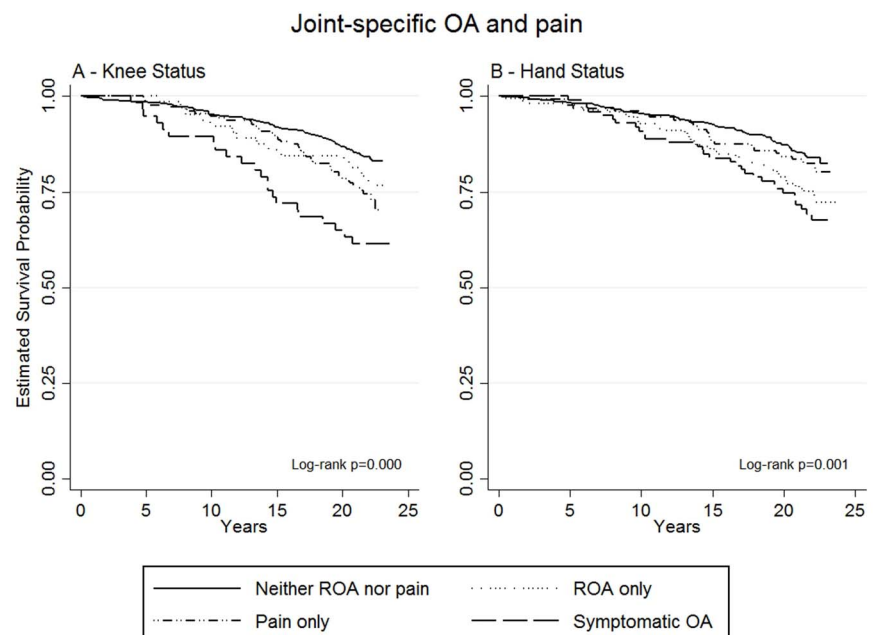 Joint-specific OA and pain
A - Knee Status
B - Hand Status
Estimated Survival Probability
1.00
0.75
0.50
0.25
0.00
Log-rank p=0.000
0 5 10 15 20 25
Years
1.00
0.75
0.50
0.25
0.00
Log-rank p=0.001
0 5 10 15 20 25
Years
Neither ROA nor pain
ROA only
Pain only
Symptomatic OA